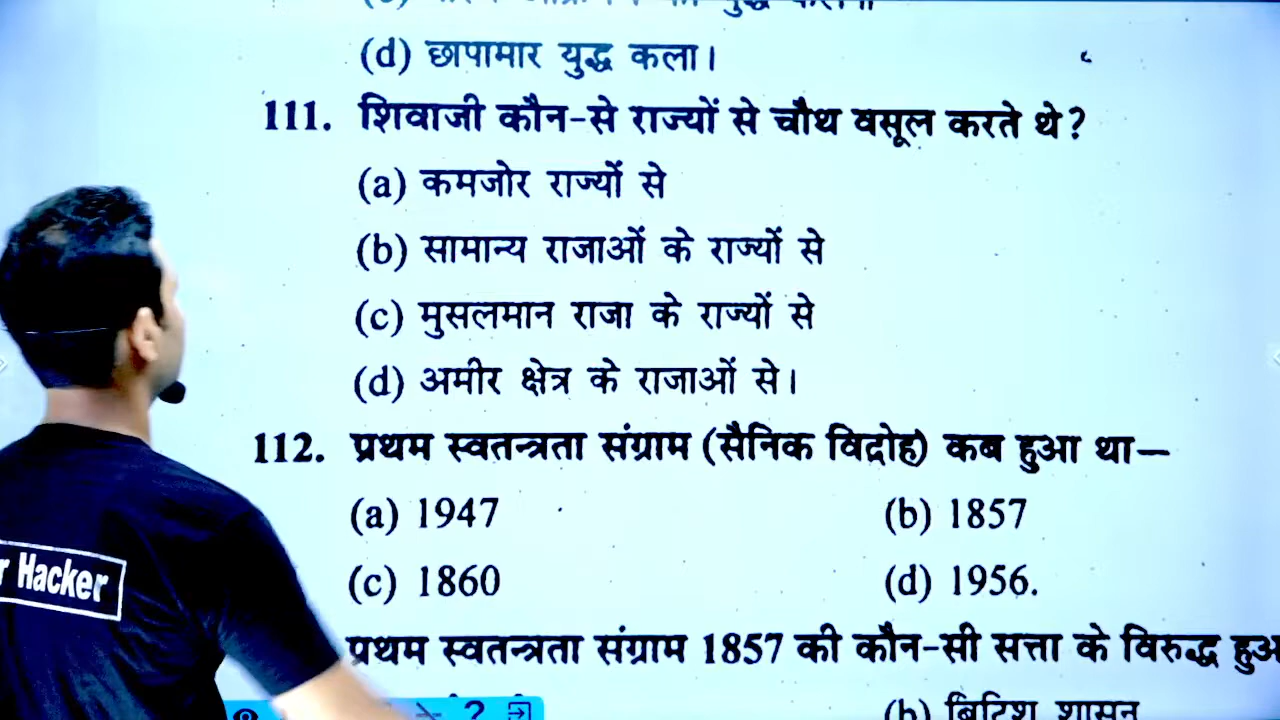 (d) छापामार युद्ध कला।
111. शिवाजी कौन-से राज्यों से चौथ वसूल करते थे?
(a) कमजोर राज्यों से
(b) सामान्य राजाओं के राज्यों से
(c) मुसलमान राजा के राज्यों से
(d) अमीर क्षेत्र के राजाओं से।
112. प्रथम स्वतन्त्रता संग्राम (सैनिक विद्रोह) कब हुआ था—
(a) 1947 (b) 1857
(c) 1860 (d) 1956.
प्रथम स्वतन्त्रता संग्राम 1857 की कौन-सी सत्ता के विरुद्ध हुआ
(b) ब्रिटिश शासन
r Hacker